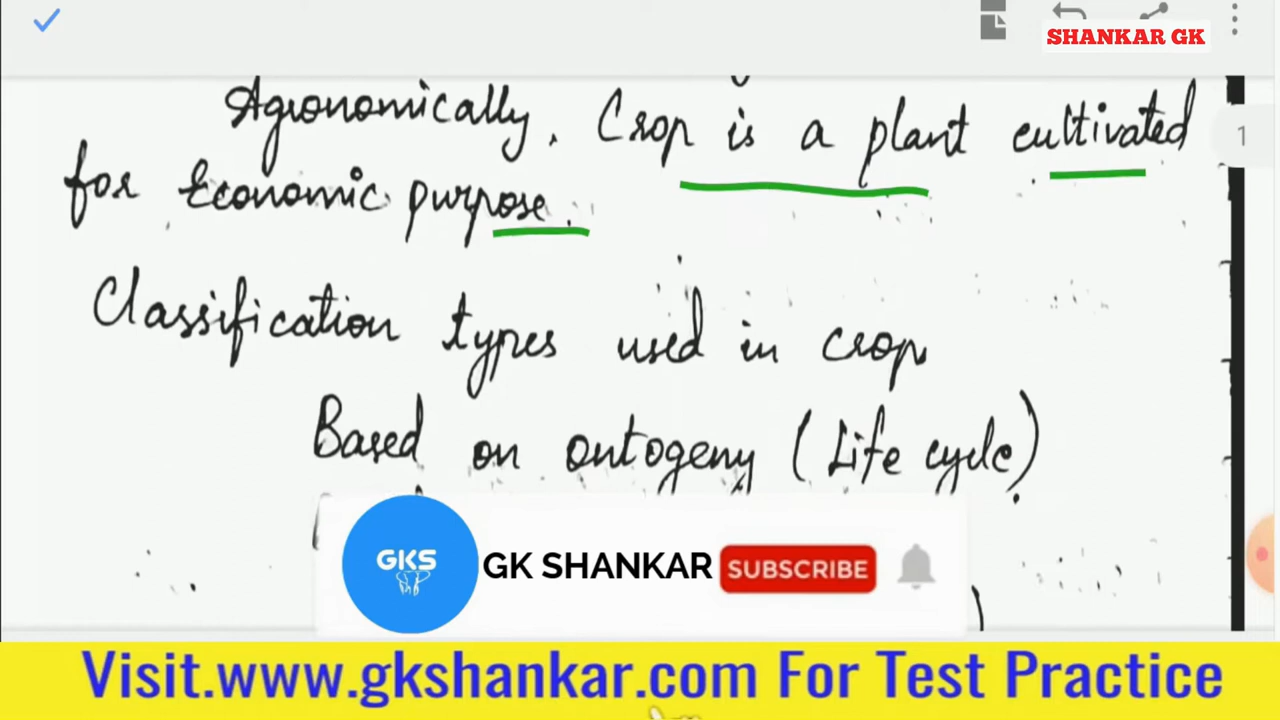 SHANKAR GK
1
Agronomically, Crop is a plant cultivated
for Economic purpose.
Classification types used in crop
Based on ontogeny (Life cycle)
GKS
GK SHANKAR SUBSCRIBE
Visit.www.gkshankar.com For Test Practice